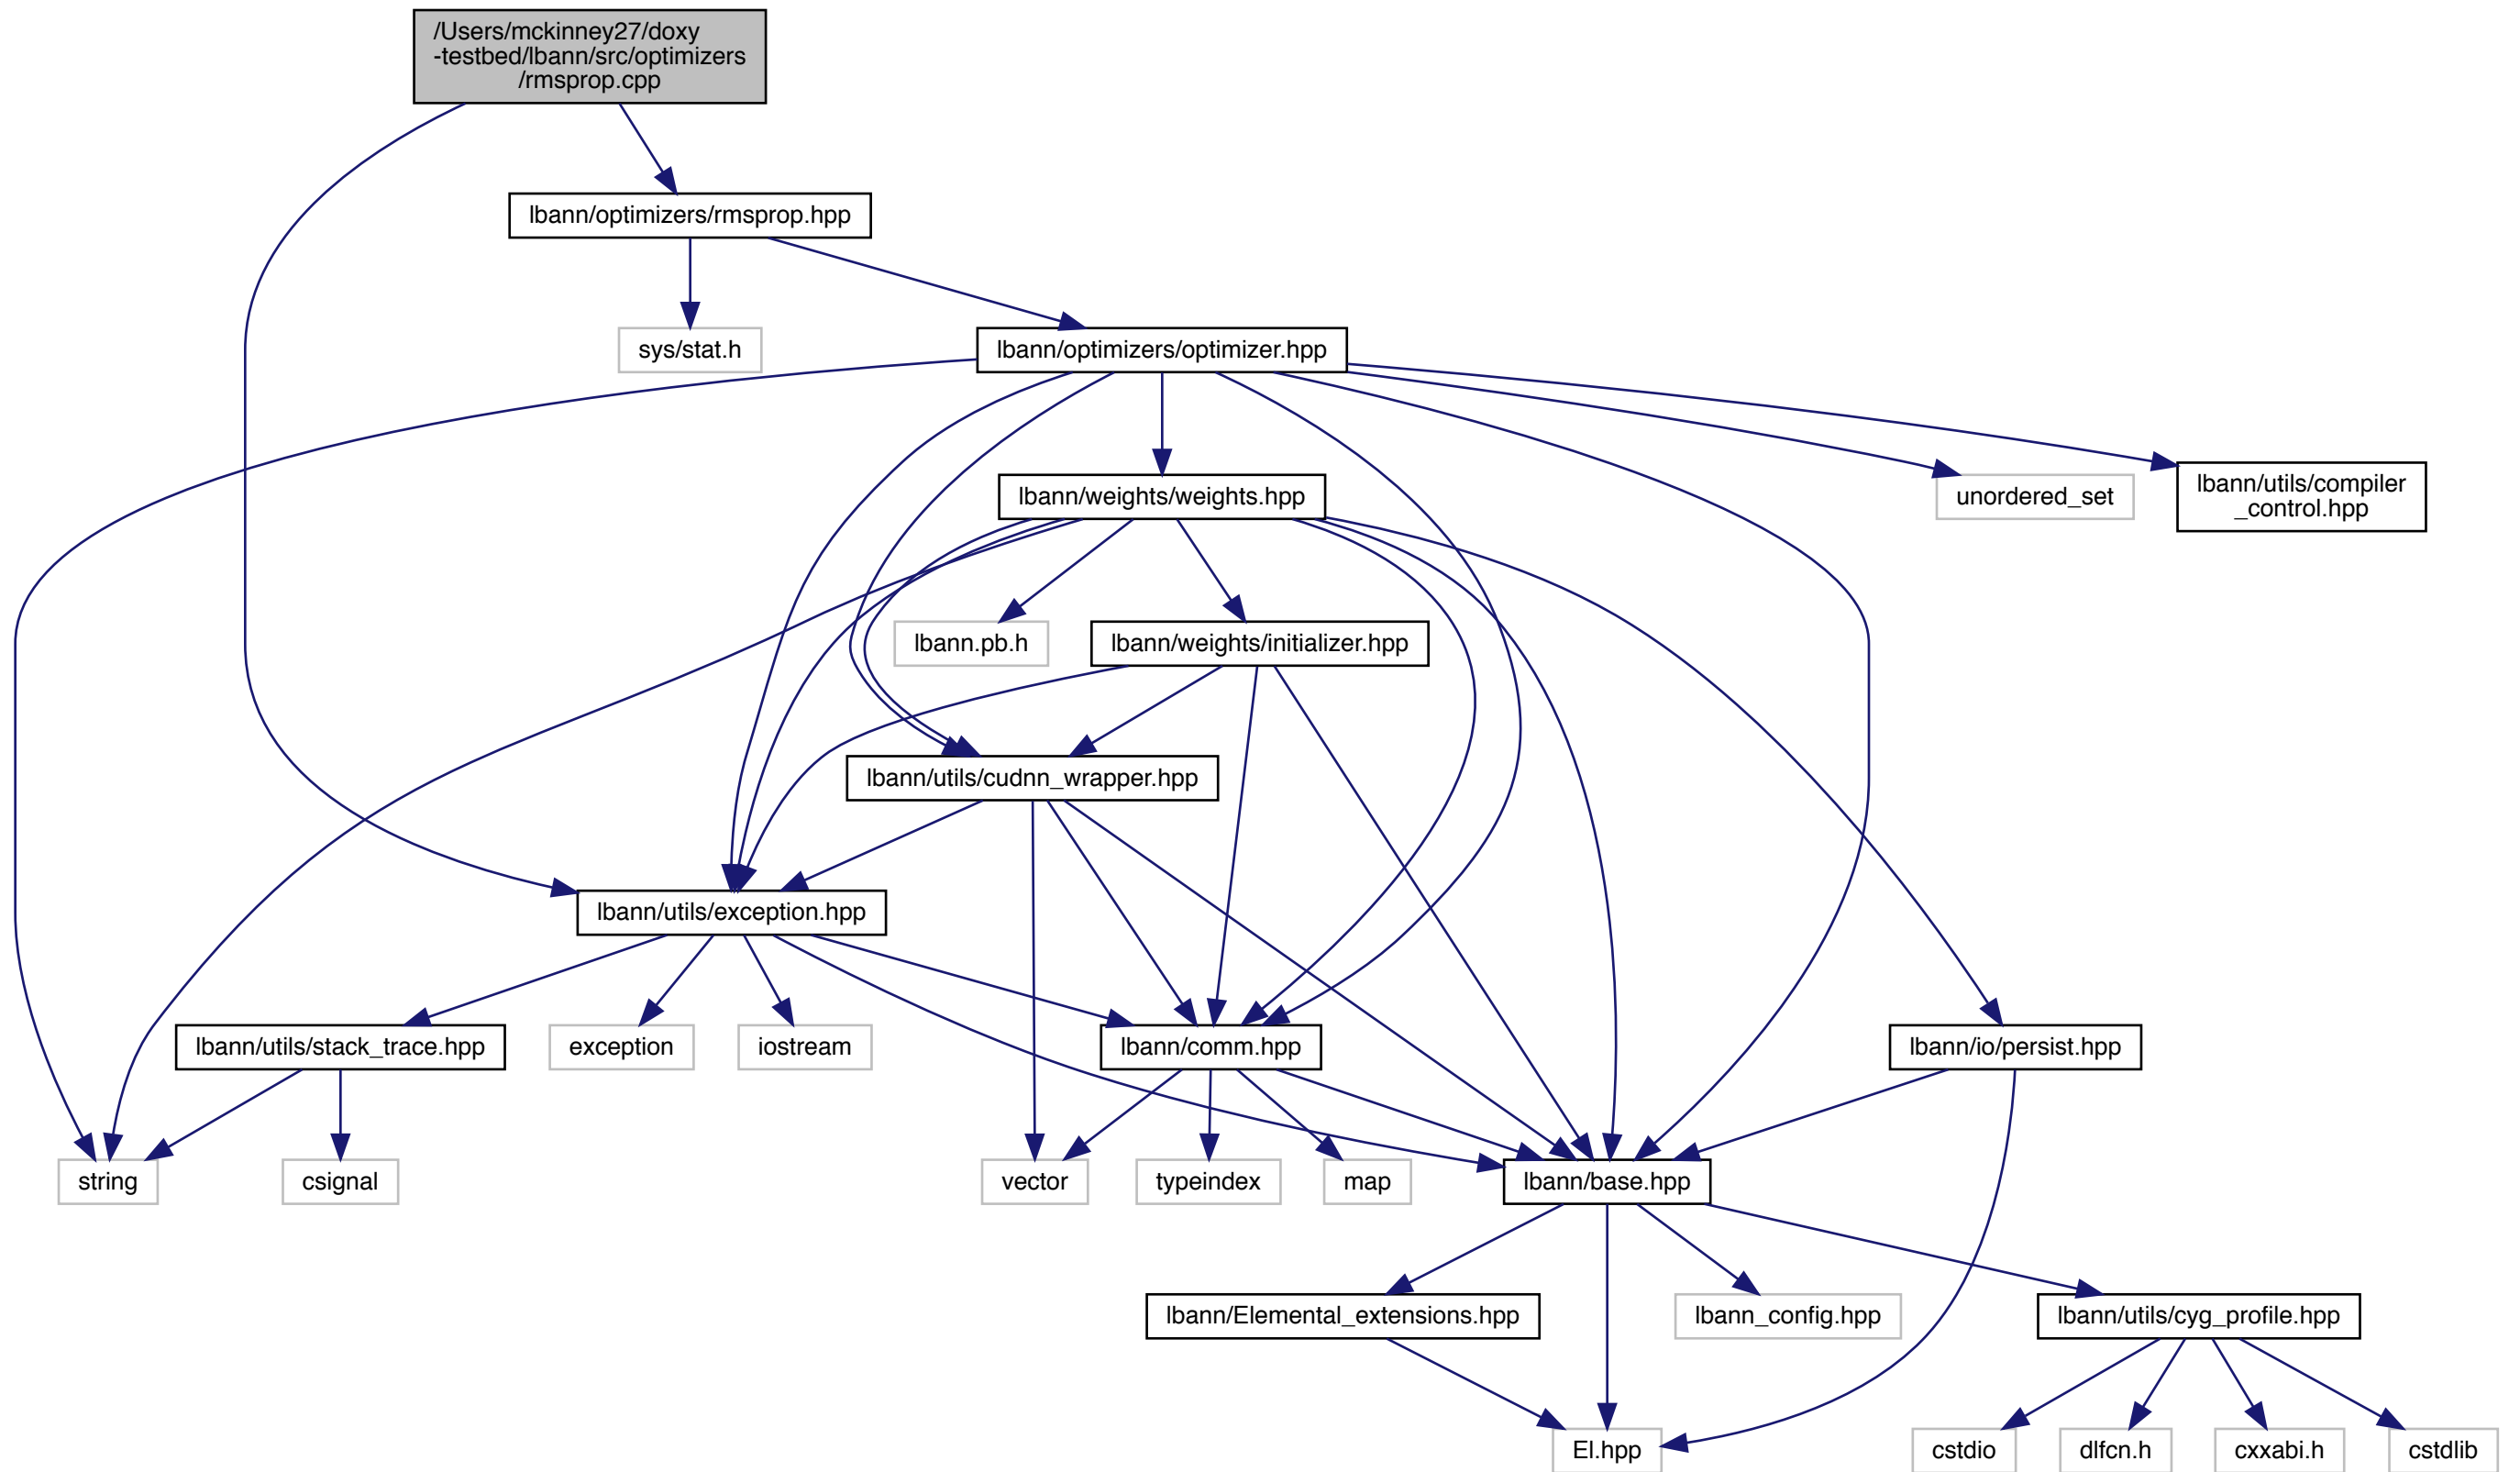 /Users/mckinney27/doxy
-testbed/lbann/src/optimizers
/rmsprop.cpp
lbann/optimizers/rmsprop.hpp
sys/stat.h
lbann/optimizers/optimizer.hpp
lbann/weights/weights.hpp
unordered_set
lbann/utils/compiler
_control.hpp
lbann.pb.h
lbann/weights/initializer.hpp
lbann/utils/cudnn_wrapper.hpp
lbann/utils/exception.hpp
lbann/utils/stack_trace.hpp
exception
iostream
lbann/comm.hpp
lbann/io/persist.hpp
string
csignal
vector
typeindex
map
lbann/base.hpp
lbann/Elemental_extensions.hpp
lbann_config.hpp
lbann/utils/cyg_profile.hpp
El.hpp
cstdio
dlfcn.h
cxxabi.h
cstdlib